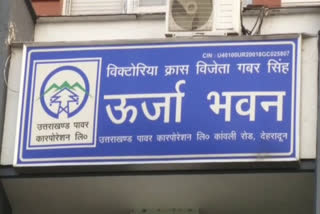 CIN : U40109UR2001SGC025867
विक्टोरिया क्रास विजेता गबर सिंह
ऊर्जा भवन
उत्तराखण्ड पावर
कारपोरेशन लि०
उत्तराखण्ड पावर कारपोरेशन लि० कांवली रोड, देहरादून